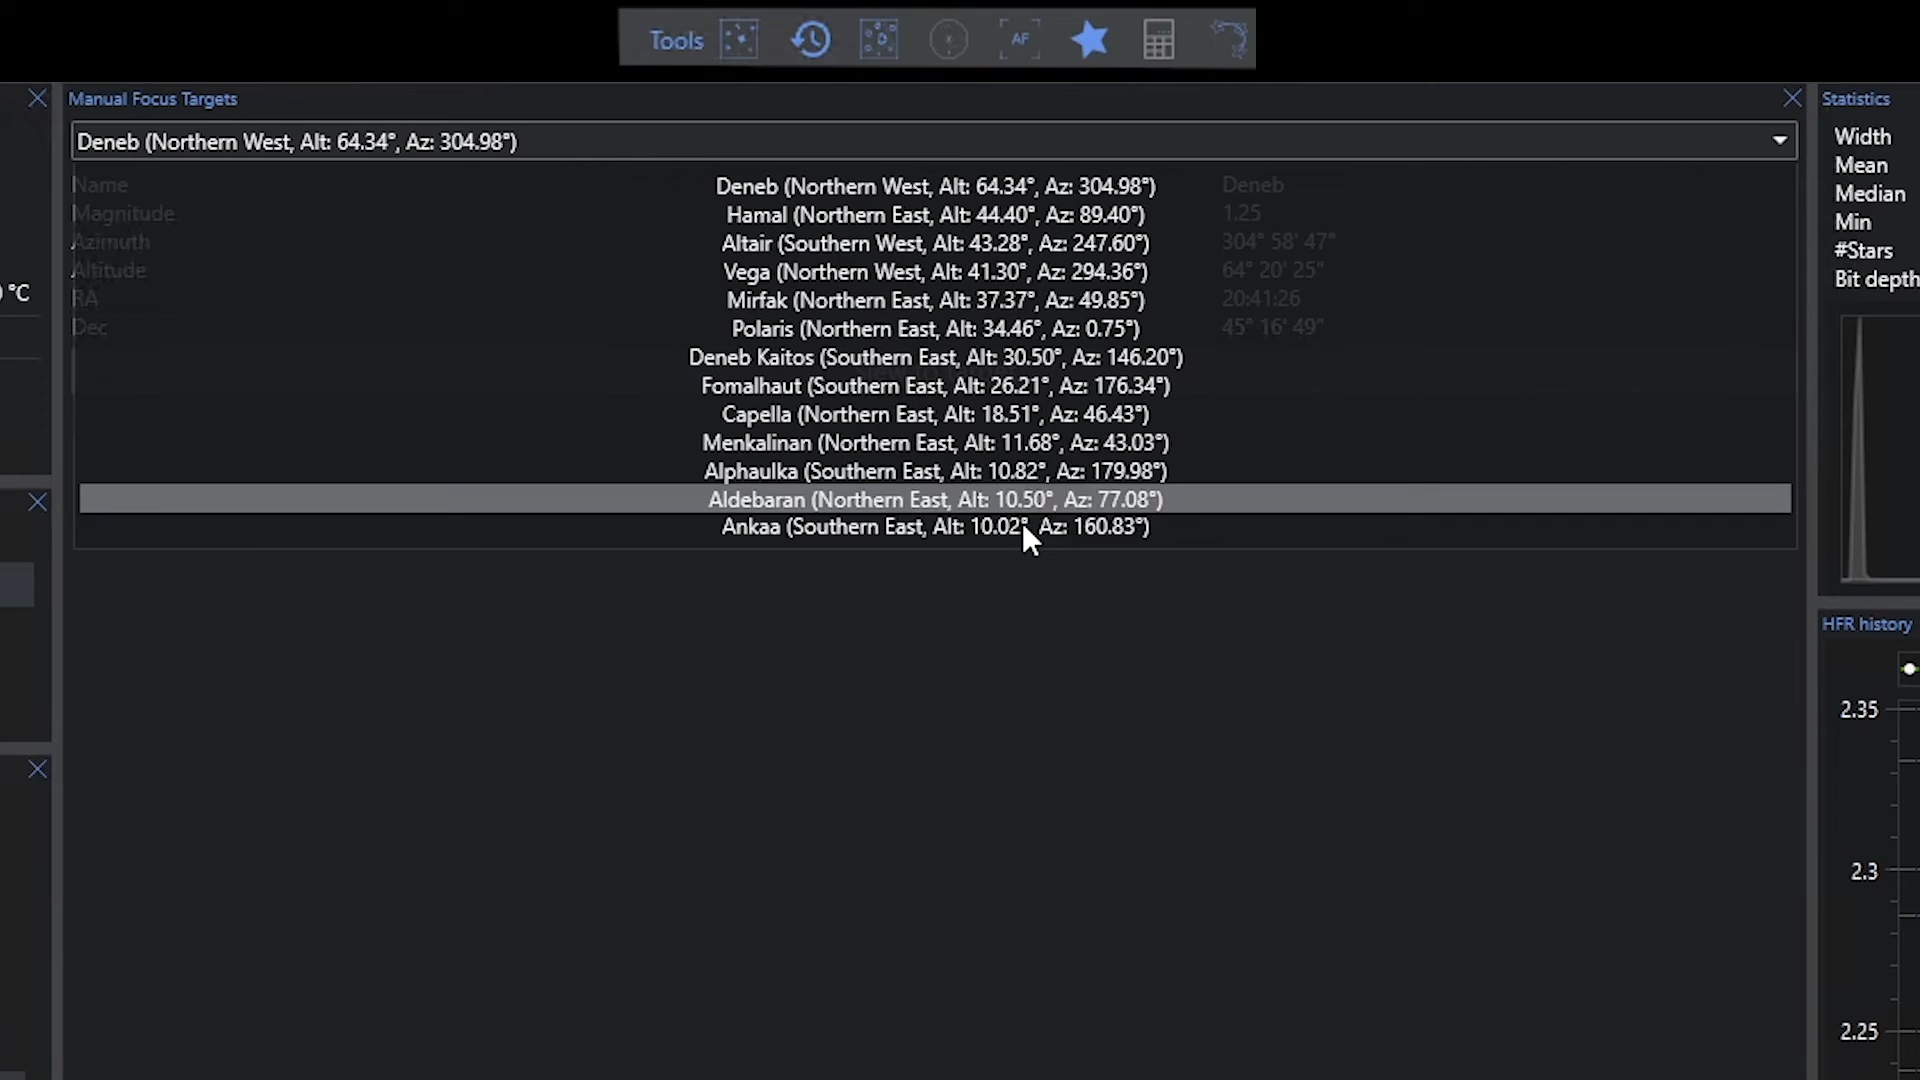 Tools
AF
Manual Focus Targets
Statistics
Deneb (Northern West, Alt: 64.34°, Az: 304.98°)
Width
Mean
Median
Min
#Stars
Bit depth
Name Deneb
Magnitude 1.25
Azimuth 304° 58' 47"
Altitude 64° 20' 25"
RA 20:41:26
Dec 45° 16' 49"
Deneb (Northern West, Alt: 64.34°, Az: 304.98°)
Hamal (Northern East, Alt: 44.40°, Az: 89.40°)
Altair (Southern West, Alt: 43.28°, Az: 247.60°)
Vega (Northern West, Alt: 41.30°, Az: 294.36°)
Mirfak (Northern East, Alt: 37.37°, Az: 49.85°)
Polaris (Northern East, Alt: 34.46°, Az: 0.75°)
Deneb Kaitos (Southern East, Alt: 30.50°, Az: 146.20°)
Fomalhaut (Southern East, Alt: 26.21°, Az: 176.34°)
Capella (Northern East, Alt: 18.51°, Az: 46.43°)
Menkalinan (Northern East, Alt: 11.68°, Az: 43.03°)
Alphaulka (Southern East, Alt: 10.82°, Az: 179.98°)
Aldebaran (Northern East, Alt: 10.50°, Az: 77.08°)
Ankaa (Southern East, Alt: 10.02°, Az: 160.83°)
°C
HFR history
2.35
2.3
2.25